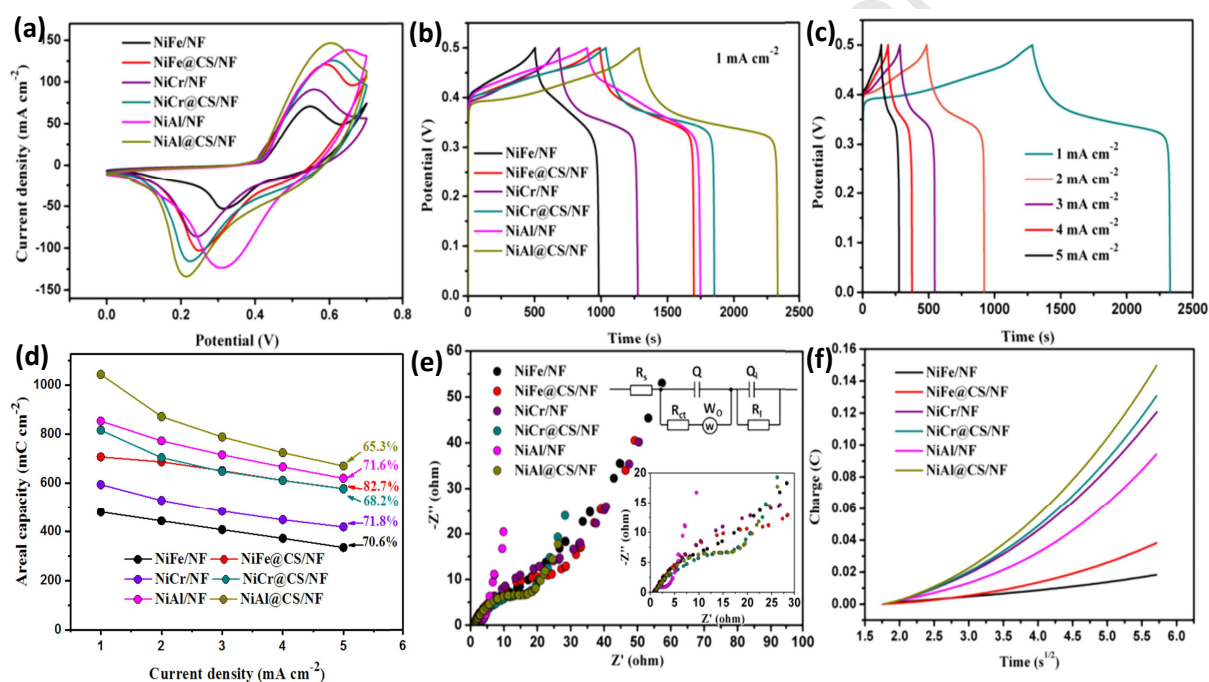 (a)
NiFe/NF
NiFe@CS/NF
NiCr/NF
NiCr@CS/NF
NiAl/NF
NiAl@CS/NF
150
100
50
0
-50
-100
-150
0.0 0.2 0.4 0.6 0.8
Current density (mA cm-2)
Potential (V)
(b)
1 mA cm-2
NiFe/NF
NiFe@CS/NF
NiCr/NF
NiCr@CS/NF
NiAl/NF
NiAl@CS/NF
0.5
0.4
0.3
0.2
0.1
0.0
0 500 1000 1500 2000 2500
Potential (V)
Time (s)
(c)
1 mA cm-2
2 mA cm-2
3 mA cm-2
4 mA cm-2
5 mA cm-2
0.5
0.4
0.3
0.2
0.1
0.0
0 500 1000 1500 2000 2500
Potential (V)
Time (s)
(d)
1000
800
600
400
200
0
65.3%
71.6%
82.7%
68.2%
71.8%
70.6%
NiFe/NF NiFe@CS/NF
NiCr/NF NiCr@CS/NF
NiAl/NF NiAl@CS/NF
0 1 2 3 4 5 6
Areal capacity (mC cm-2)
Current density (mA cm-2)
(e)
NiFe/NF
NiFe@CS/NF
NiCr/NF
NiCr@CS/NF
NiAl/NF
NiAl@CS/NF
Rs Q Ql
Rct WO Rl
W
60
50
40
30
20
10
0
0 10 20 30 40 50 60 70 80 90
-Z'' (ohm)
Z' (ohm)
20
15
10
5
0
0 5 10 15 20 25 30
-Z'' (ohm)
Z' (ohm)
(f)
NiFe/NF
NiFe@CS/NF
NiCr/NF
NiCr@CS/NF
NiAl/NF
NiAl@CS/NF
0.16
0.14
0.12
0.10
0.08
0.06
0.04
0.02
0.00
1.5 2.0 2.5 3.0 3.5 4.0 4.5 5.0 5.5 6.0
Charge (C)
Time (s1/2)